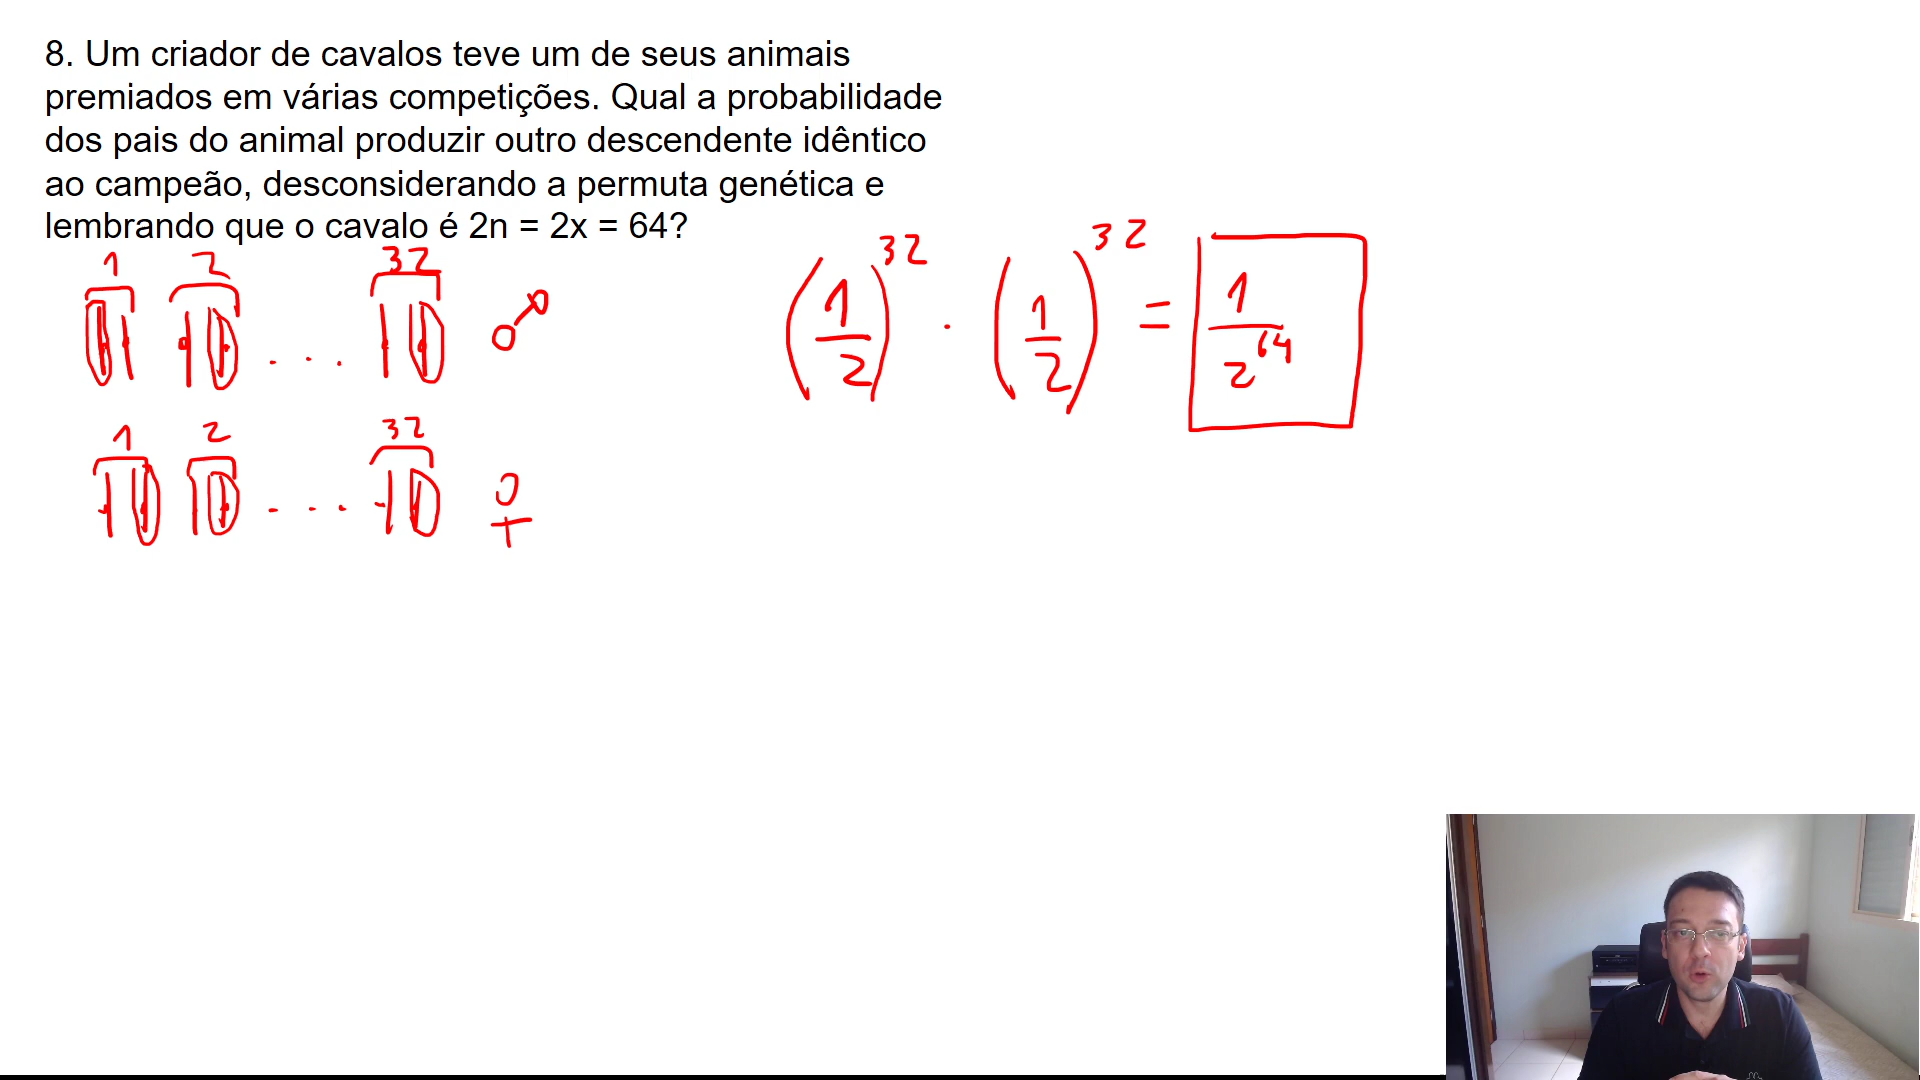 8. Um criador de cavalos teve um de seus animais
premiados em várias competições. Qual a probabilidade
dos pais do animal produzir outro descendente idêntico
ao campeão, desconsiderando a permuta genética e
lembrando que o cavalo é 2n = 2x = 64?
1 2 32
(1/2)^32 . (1/2)^32 = 1/2^64
. . .
♂
1 2 32
. . .
♀